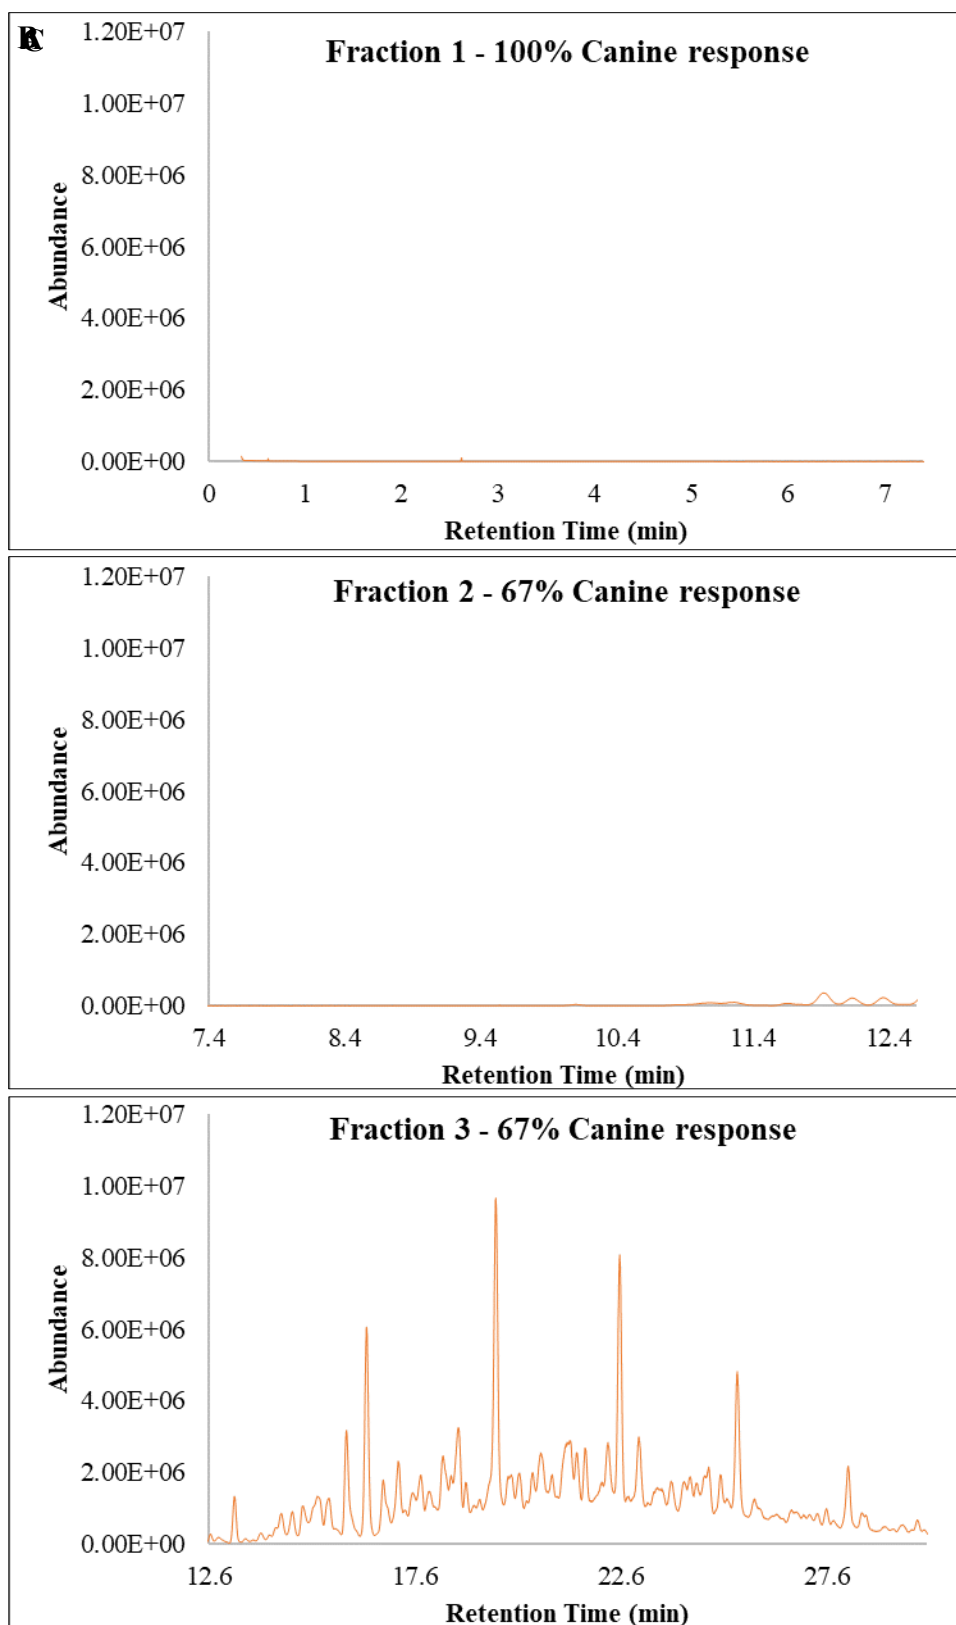 Fraction 1 - 100% Canine response
1.20E+07
1.00E+07
8.00E+06
6.00E+06
4.00E+06
2.00E+06
0.00E+00
Abundance
0 1 2 3 4 5 6 7
Retention Time (min)
Fraction 2 - 67% Canine response
1.20E+07
1.00E+07
8.00E+06
6.00E+06
4.00E+06
2.00E+06
0.00E+00
Abundance
7.4 8.4 9.4 10.4 11.4 12.4
Retention Time (min)
Fraction 3 - 67% Canine response
1.20E+07
1.00E+07
8.00E+06
6.00E+06
4.00E+06
2.00E+06
0.00E+00
Abundance
12.6 17.6 22.6 27.6
Retention Time (min)